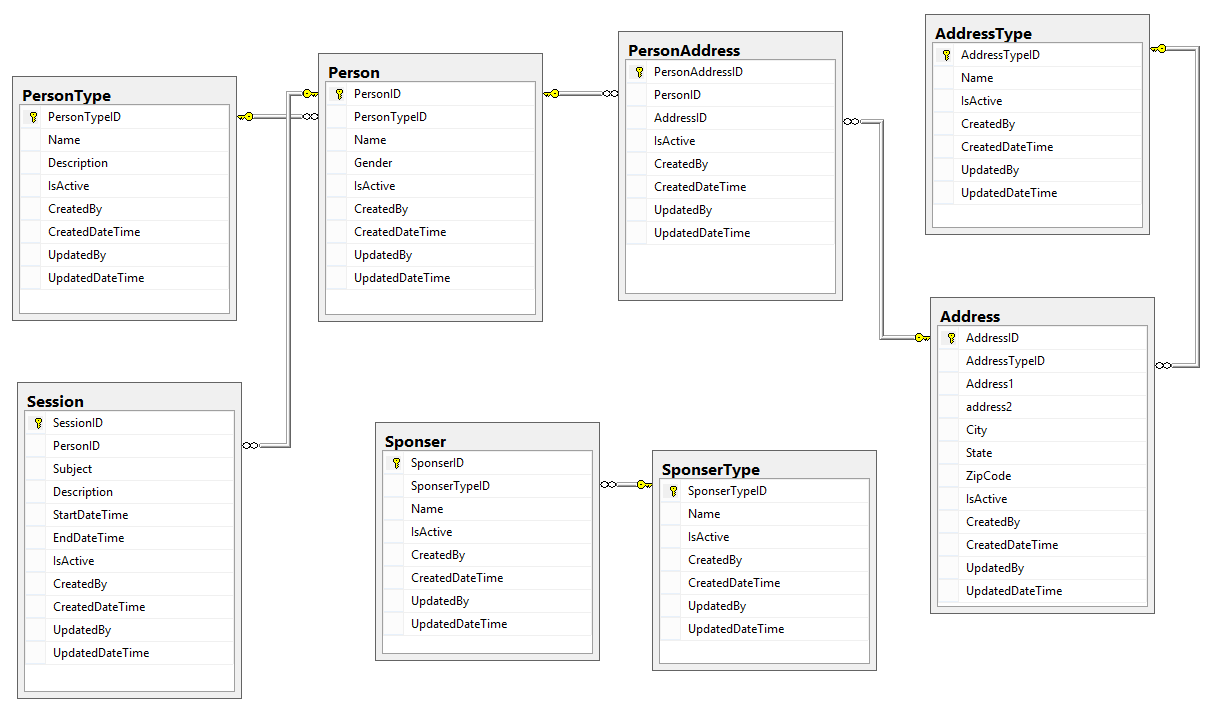 PersonType
PersonTypeID
Name
Description
IsActive
CreatedBy
CreatedDateTime
UpdatedBy
UpdatedDateTime
Person
PersonID
PersonTypeID
Name
Gender
IsActive
CreatedBy
CreatedDateTime
UpdatedBy
UpdatedDateTime
PersonAddress
PersonAddressID
PersonID
AddressID
IsActive
CreatedBy
CreatedDateTime
UpdatedBy
UpdatedDateTime
AddressType
AddressTypeID
Name
IsActive
CreatedBy
CreatedDateTime
UpdatedBy
UpdatedDateTime
Session
SessionID
PersonID
Subject
Description
StartDateTime
EndDateTime
IsActive
CreatedBy
CreatedDateTime
UpdatedBy
UpdatedDateTime
Sponser
SponserID
SponserTypeID
Name
IsActive
CreatedBy
CreatedDateTime
UpdatedBy
UpdatedDateTime
SponserType
SponserTypeID
Name
IsActive
CreatedBy
CreatedDateTime
UpdatedBy
UpdatedDateTime
Address
AddressID
AddressTypeID
Address1
address2
City
State
ZipCode
IsActive
CreatedBy
CreatedDateTime
UpdatedBy
UpdatedDateTime